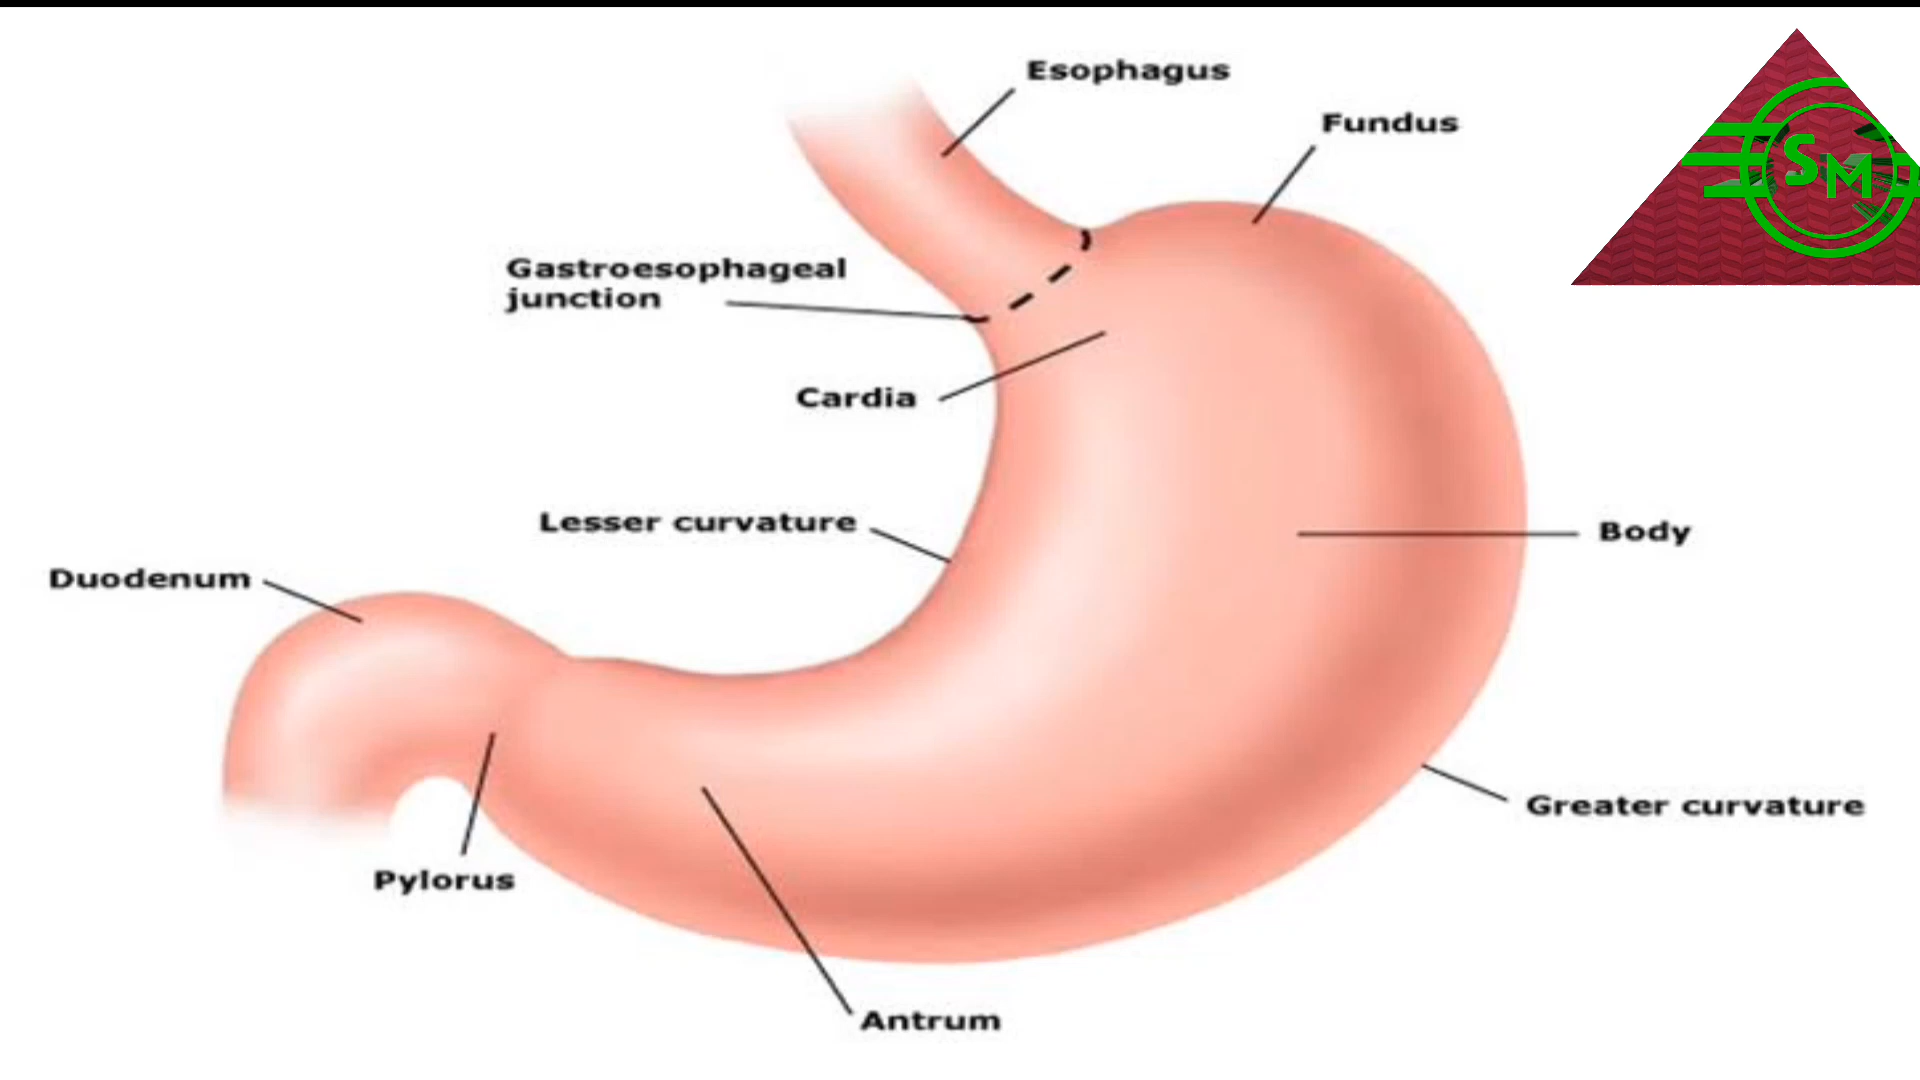 Esophagus
Fundus
SM
Gastroesophageal
junction
Cardia
Lesser curvature
Body
Duodenum
Greater curvature
Pylorus
Antrum